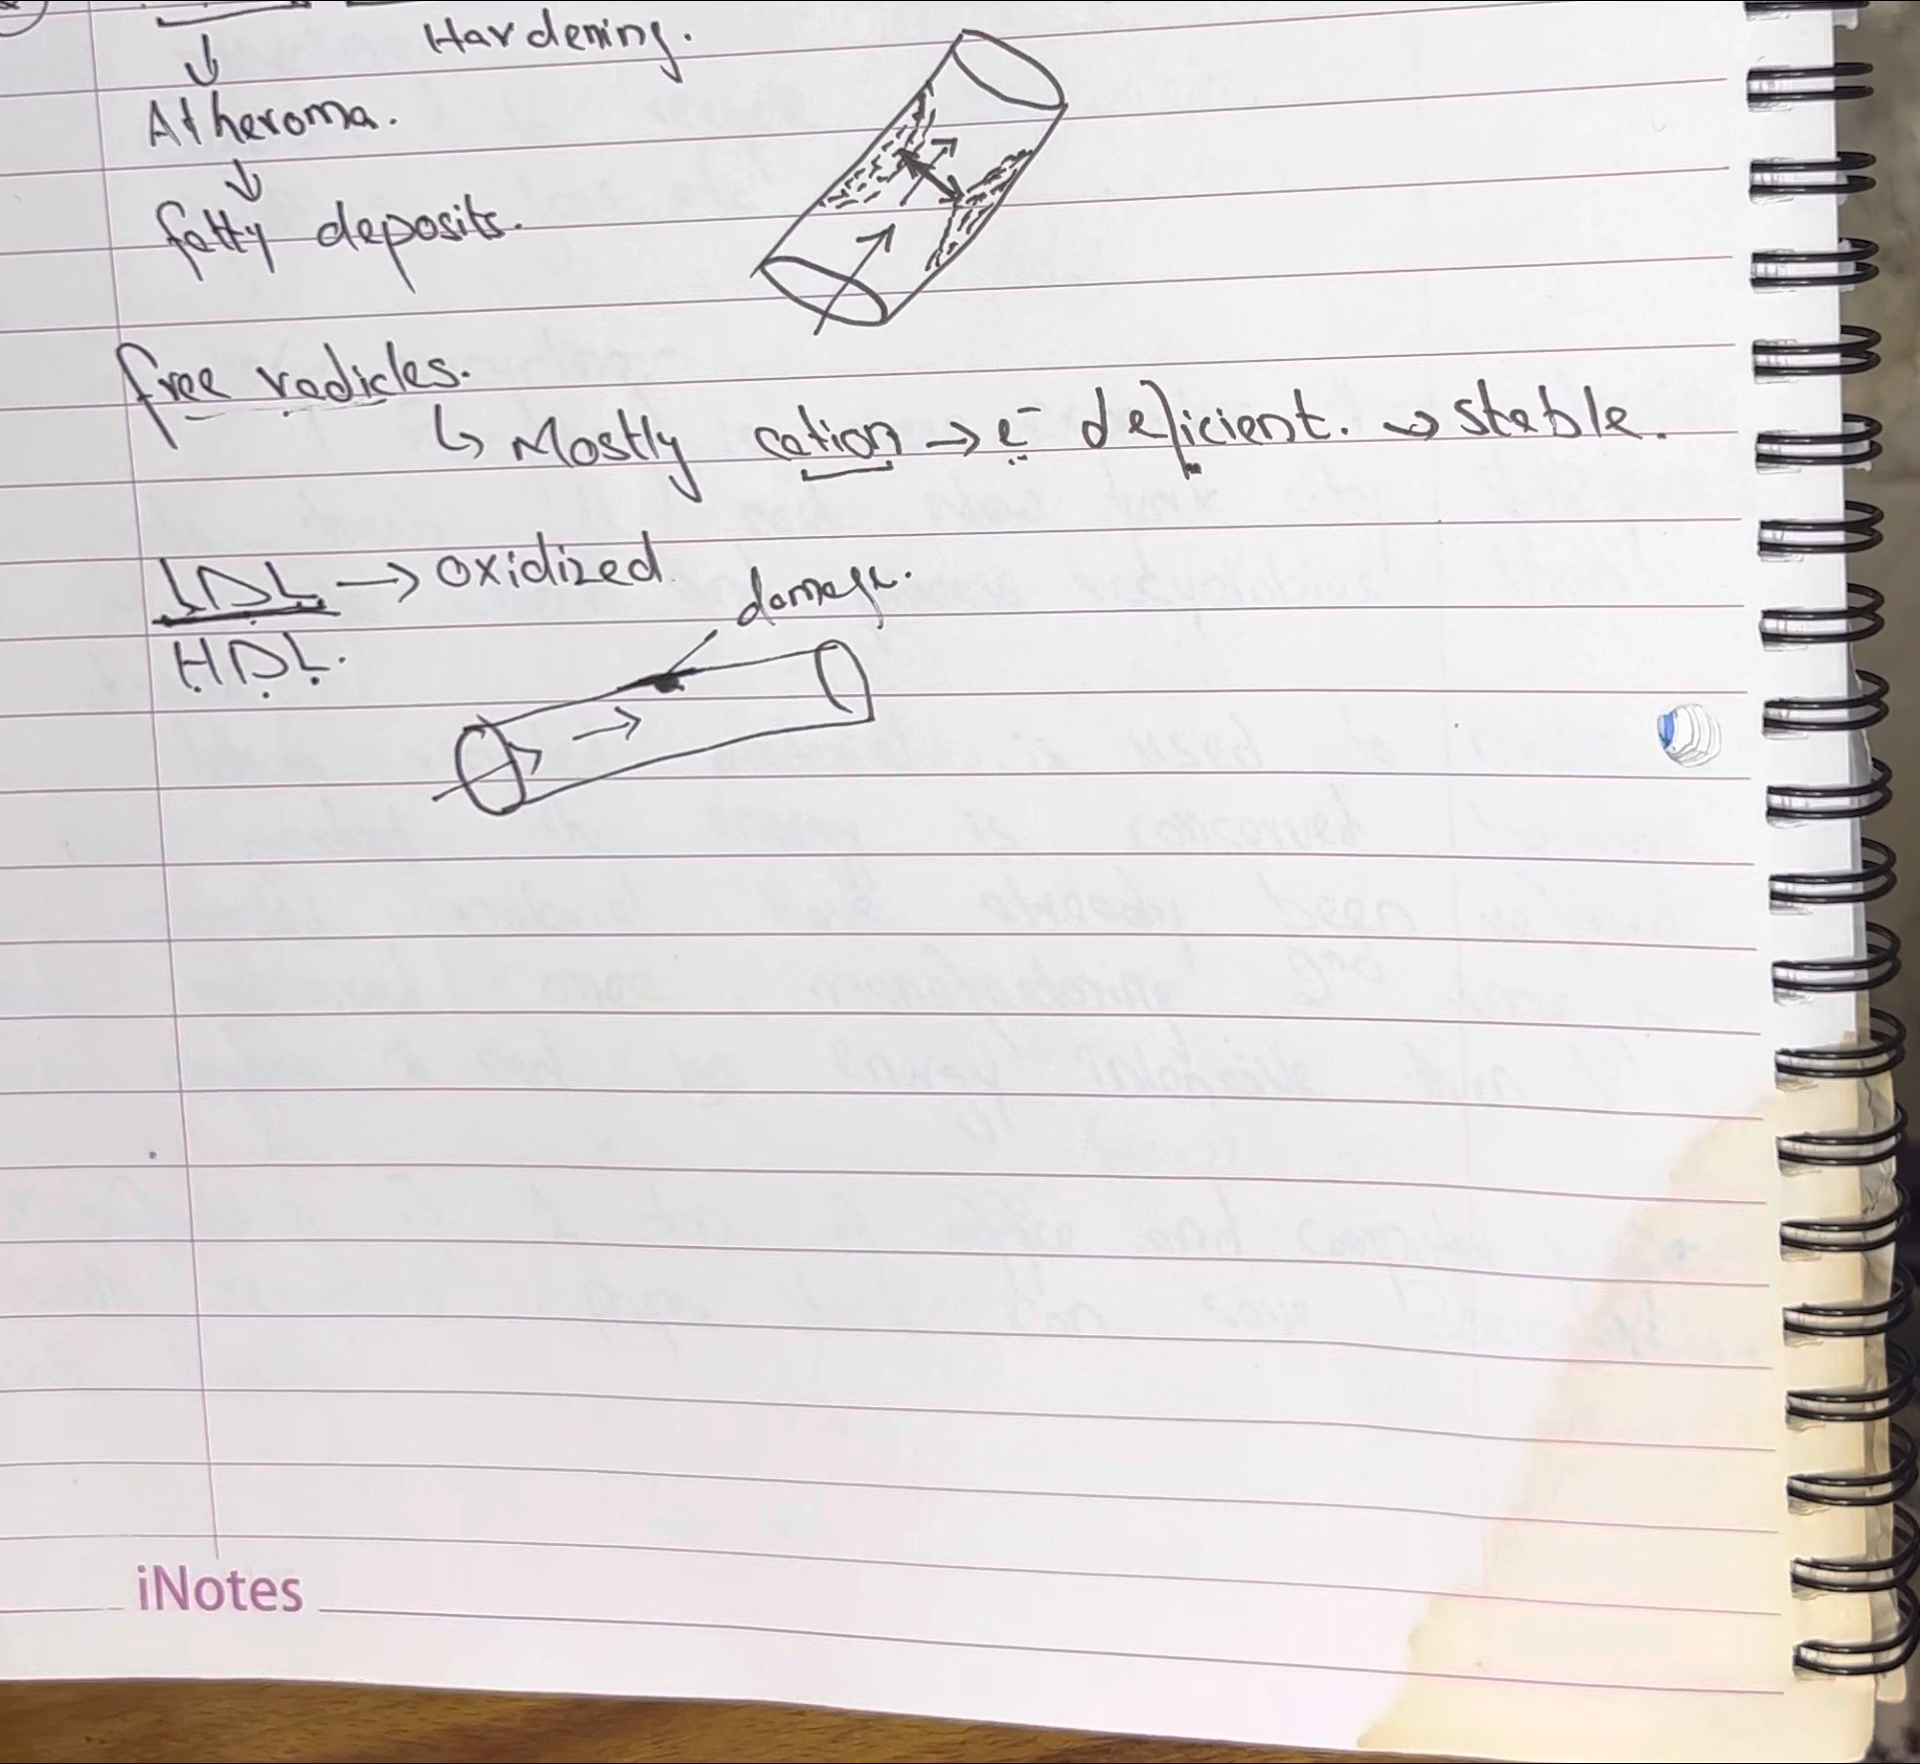 Hardening.
↓
Atheroma.
↓
fatty deposits.
free radicles.
↳ Mostly cation → e⁻ deficient. → stable.
LDL → oxidized.
damage.
HDL.
iNotes